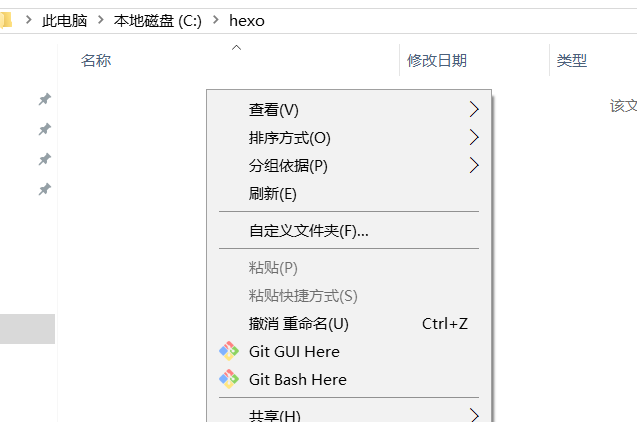 此电脑 > 本地磁盘 (C:) > hexo
名称 修改日期 类型
该文
查看(V)
排序方式(O)
分组依据(P)
刷新(E)
自定义文件夹(F)...
粘贴(P)
粘贴快捷方式(S)
撤消 重命名(U) Ctrl+Z
Git GUI Here
Git Bash Here
共享(H)